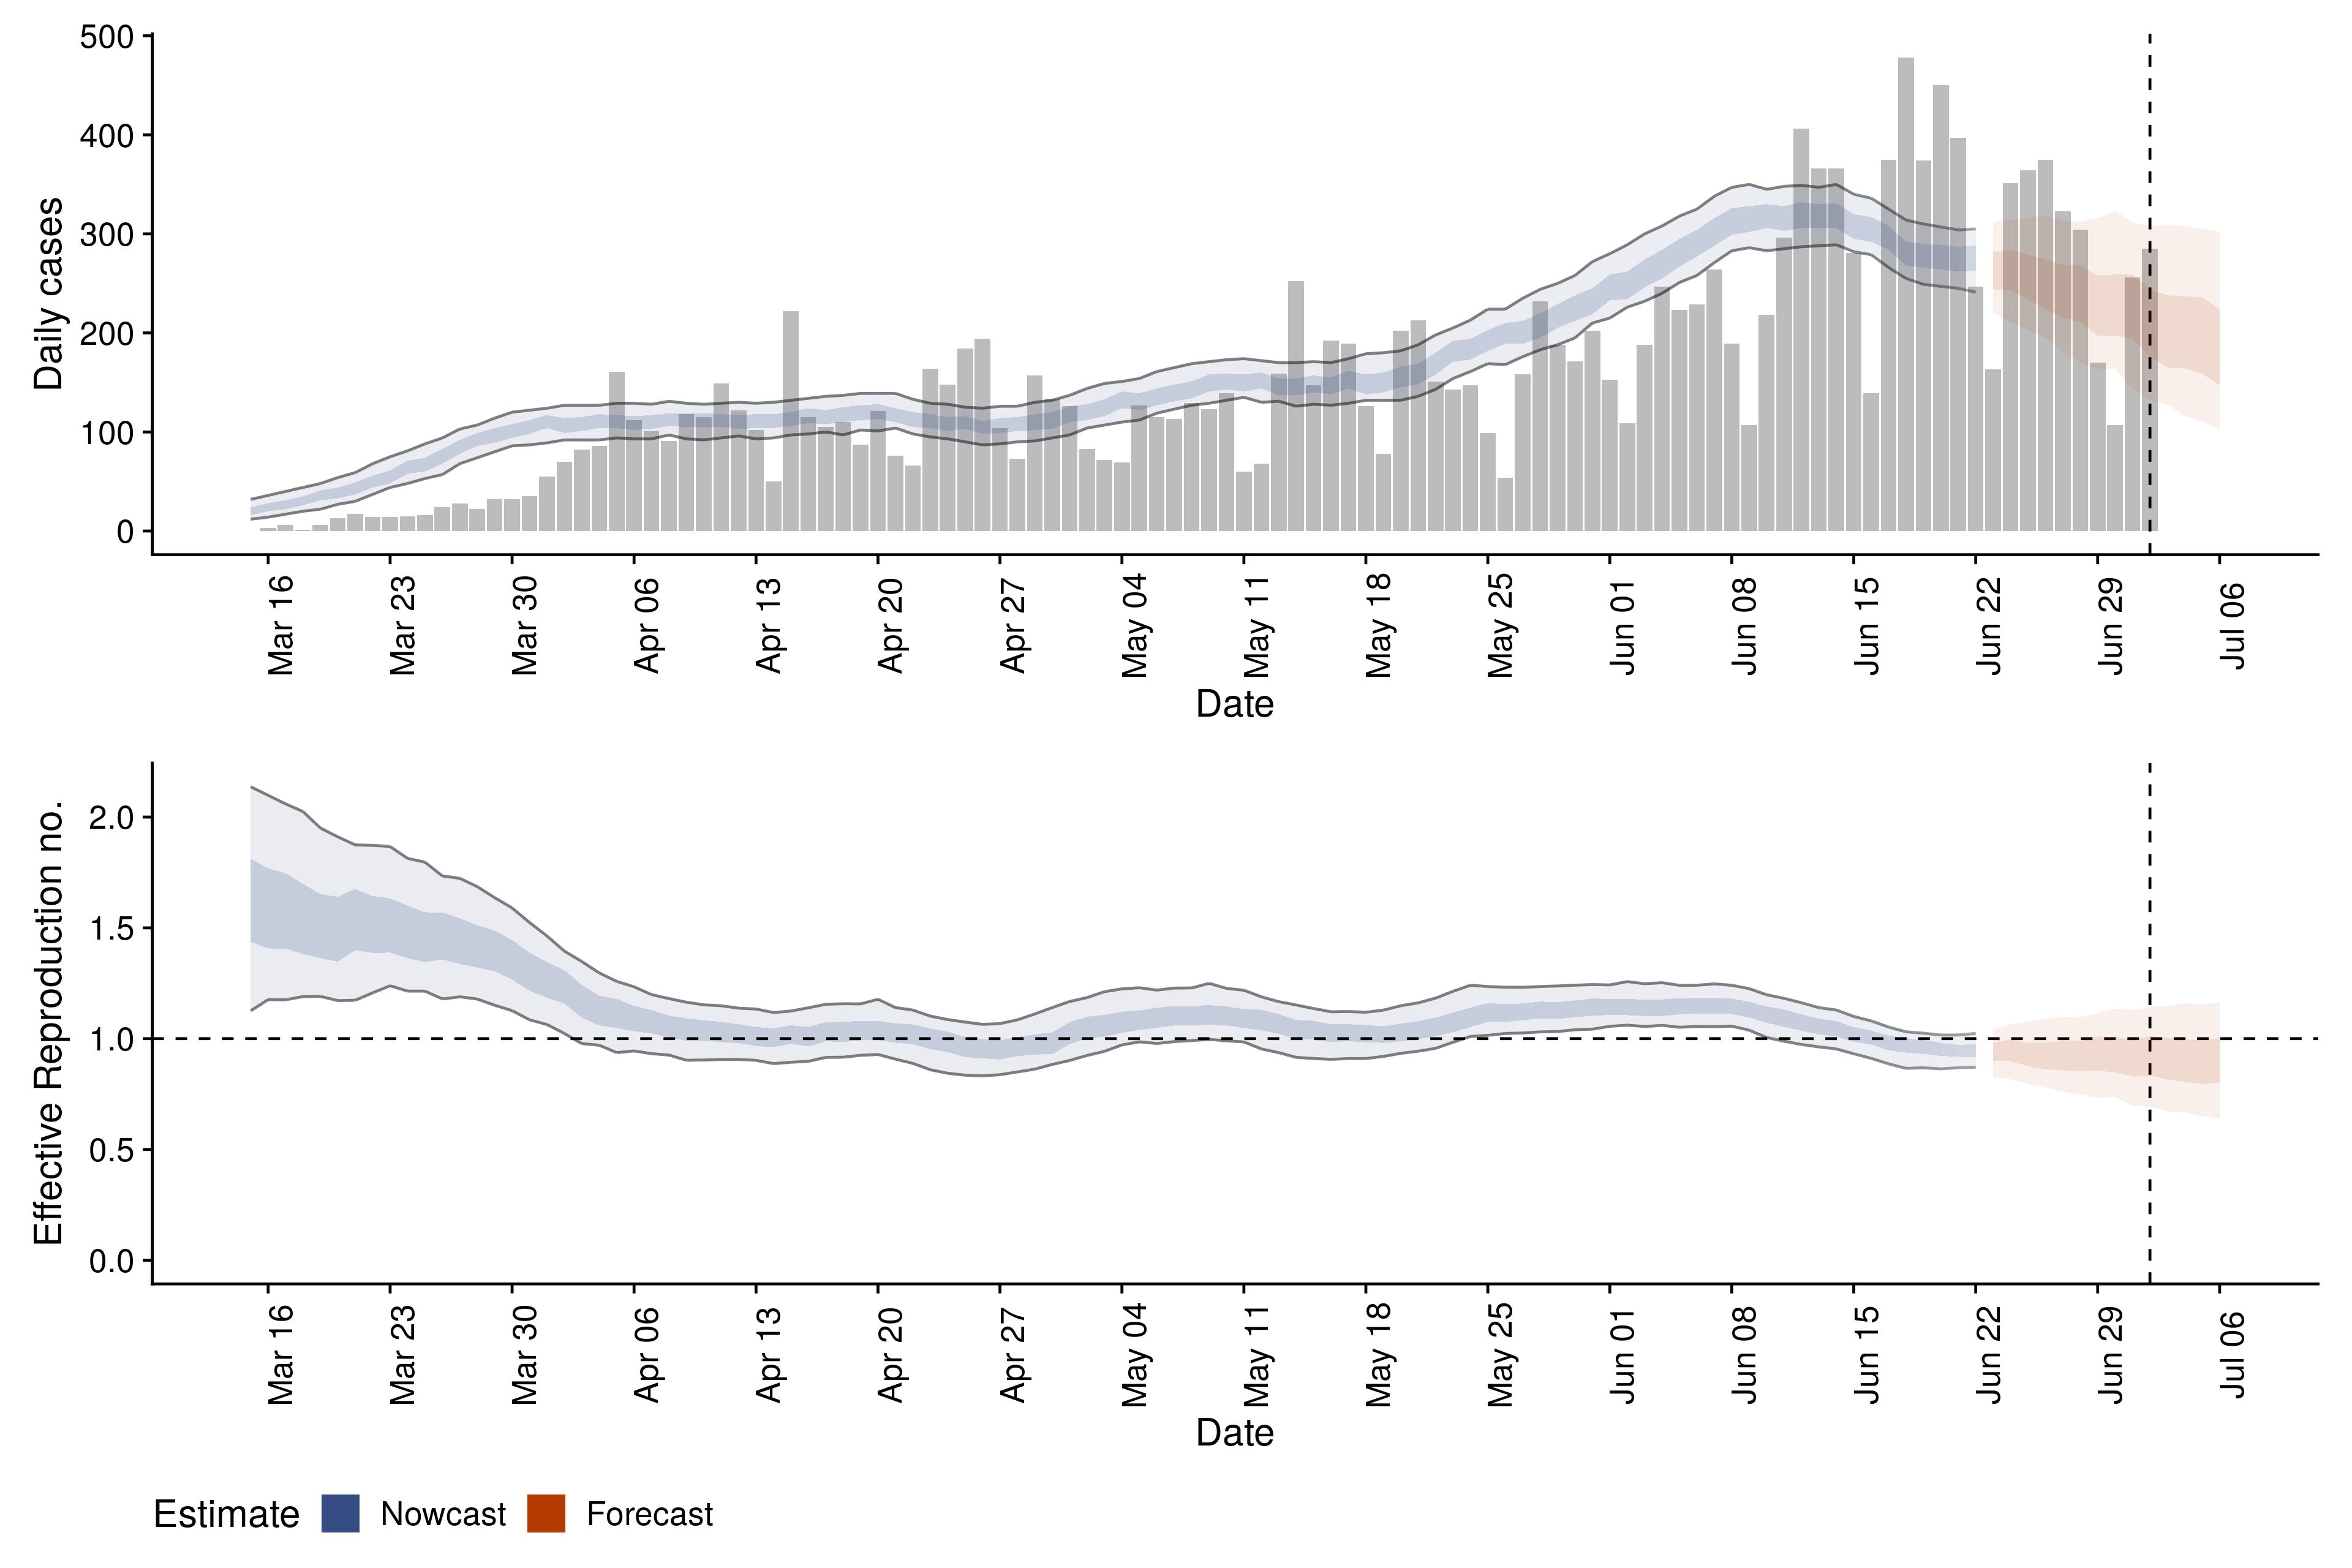 500
400
300
200
100
0
Daily cases
Mar 16
Mar 23
Mar 30
Apr 06
Apr 13
Apr 20
Apr 27
May 04
May 11
May 18
May 25
Jun 01
Jun 08
Jun 15
Jun 22
Jun 29
Jul 06
Date
2.0
1.5
1.0
0.5
0.0
Effective Reproduction no.
Mar 16
Mar 23
Mar 30
Apr 06
Apr 13
Apr 20
Apr 27
May 04
May 11
May 18
May 25
Jun 01
Jun 08
Jun 15
Jun 22
Jun 29
Jul 06
Date
Estimate Nowcast Forecast